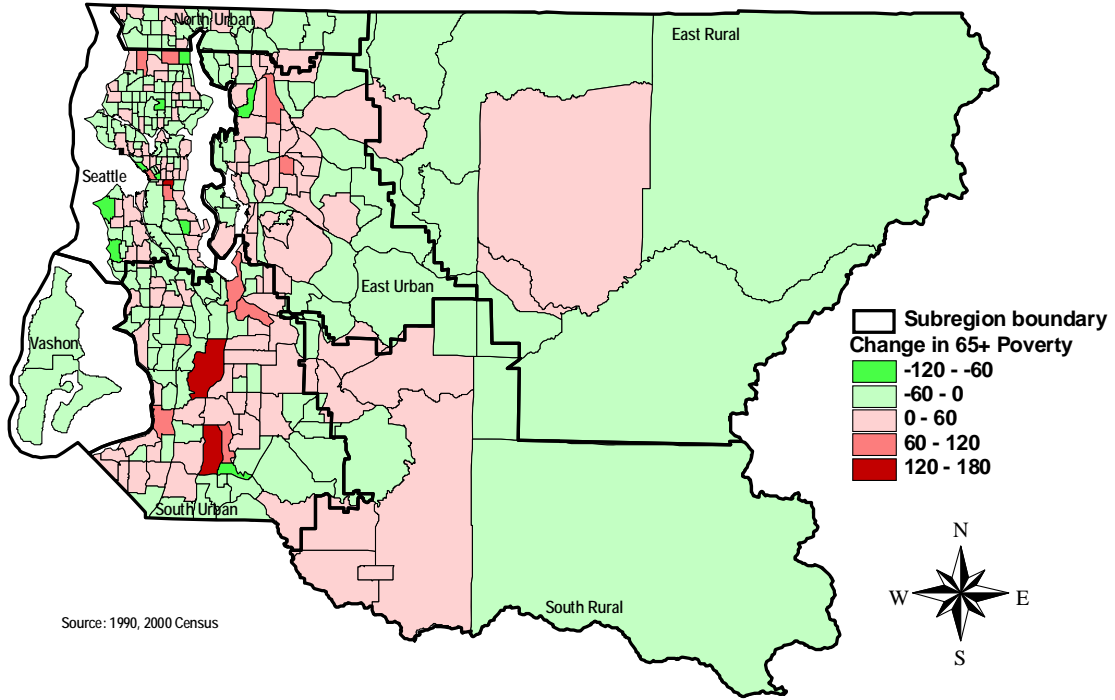 North Urban
East Rural
Seattle
East Urban
Vashon
South Urban
South Rural
Subregion boundary
Change in 65+ Poverty
-120 - -60
-60 - 0
0 - 60
60 - 120
120 - 180
N
W
E
S
Source: 1990, 2000 Census